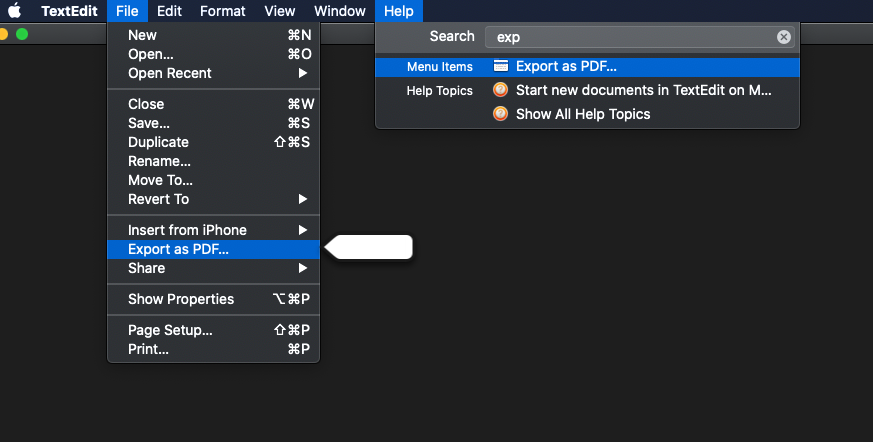 TextEdit File Edit Format View Window Help
New ⌘N
Open... ⌘O
Open Recent ▶
Close ⌘W
Save... ⌘S
Duplicate ⇧⌘S
Rename...
Move To...
Revert To ▶
Insert from iPhone ▶
Export as PDF...
Share ▶
Show Properties ⌥⌘P
Page Setup... ⇧⌘P
Print... ⌘P
Search exp
Menu Items Export as PDF...
Help Topics Start new documents in TextEdit on M...
Show All Help Topics